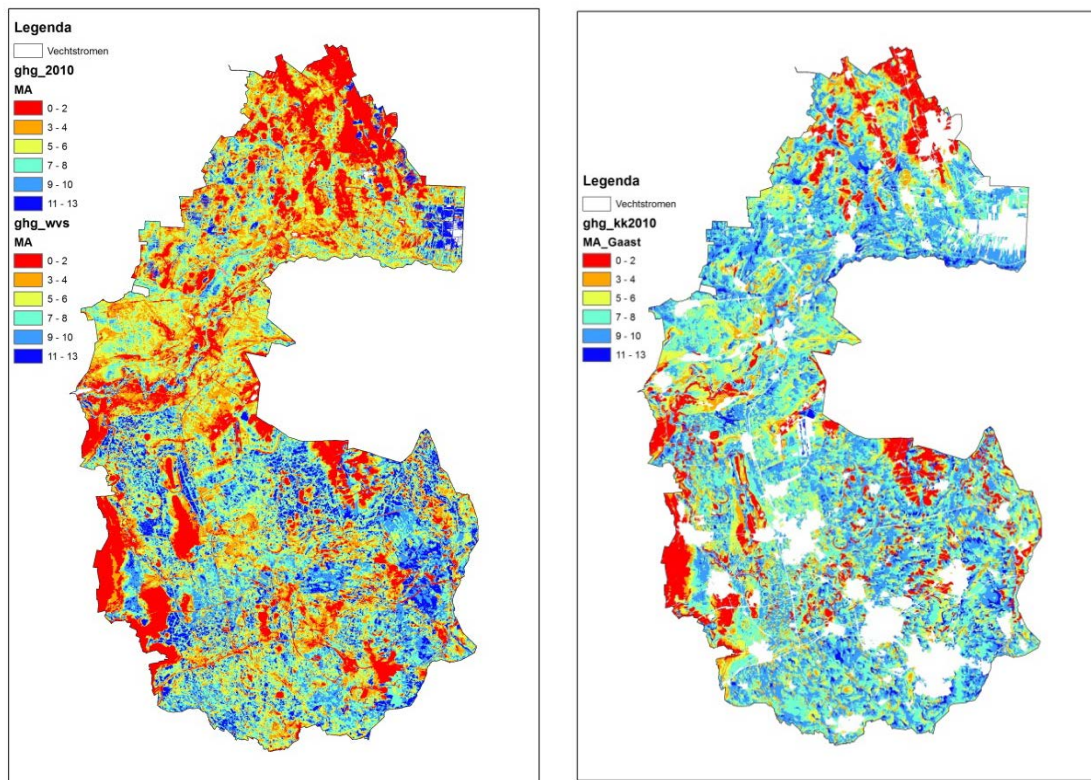 Legenda
Vechtstromen
ghg_2010
MA
0 - 2
3 - 4
5 - 6
7 - 8
9 - 10
11 - 13
ghg_wvs
MA
0 - 2
3 - 4
5 - 6
7 - 8
9 - 10
11 - 13
Legenda
Vechtstromen
ghg_kk2010
MA_Gaast
0 - 2
3 - 4
5 - 6
7 - 8
9 - 10
11 - 13